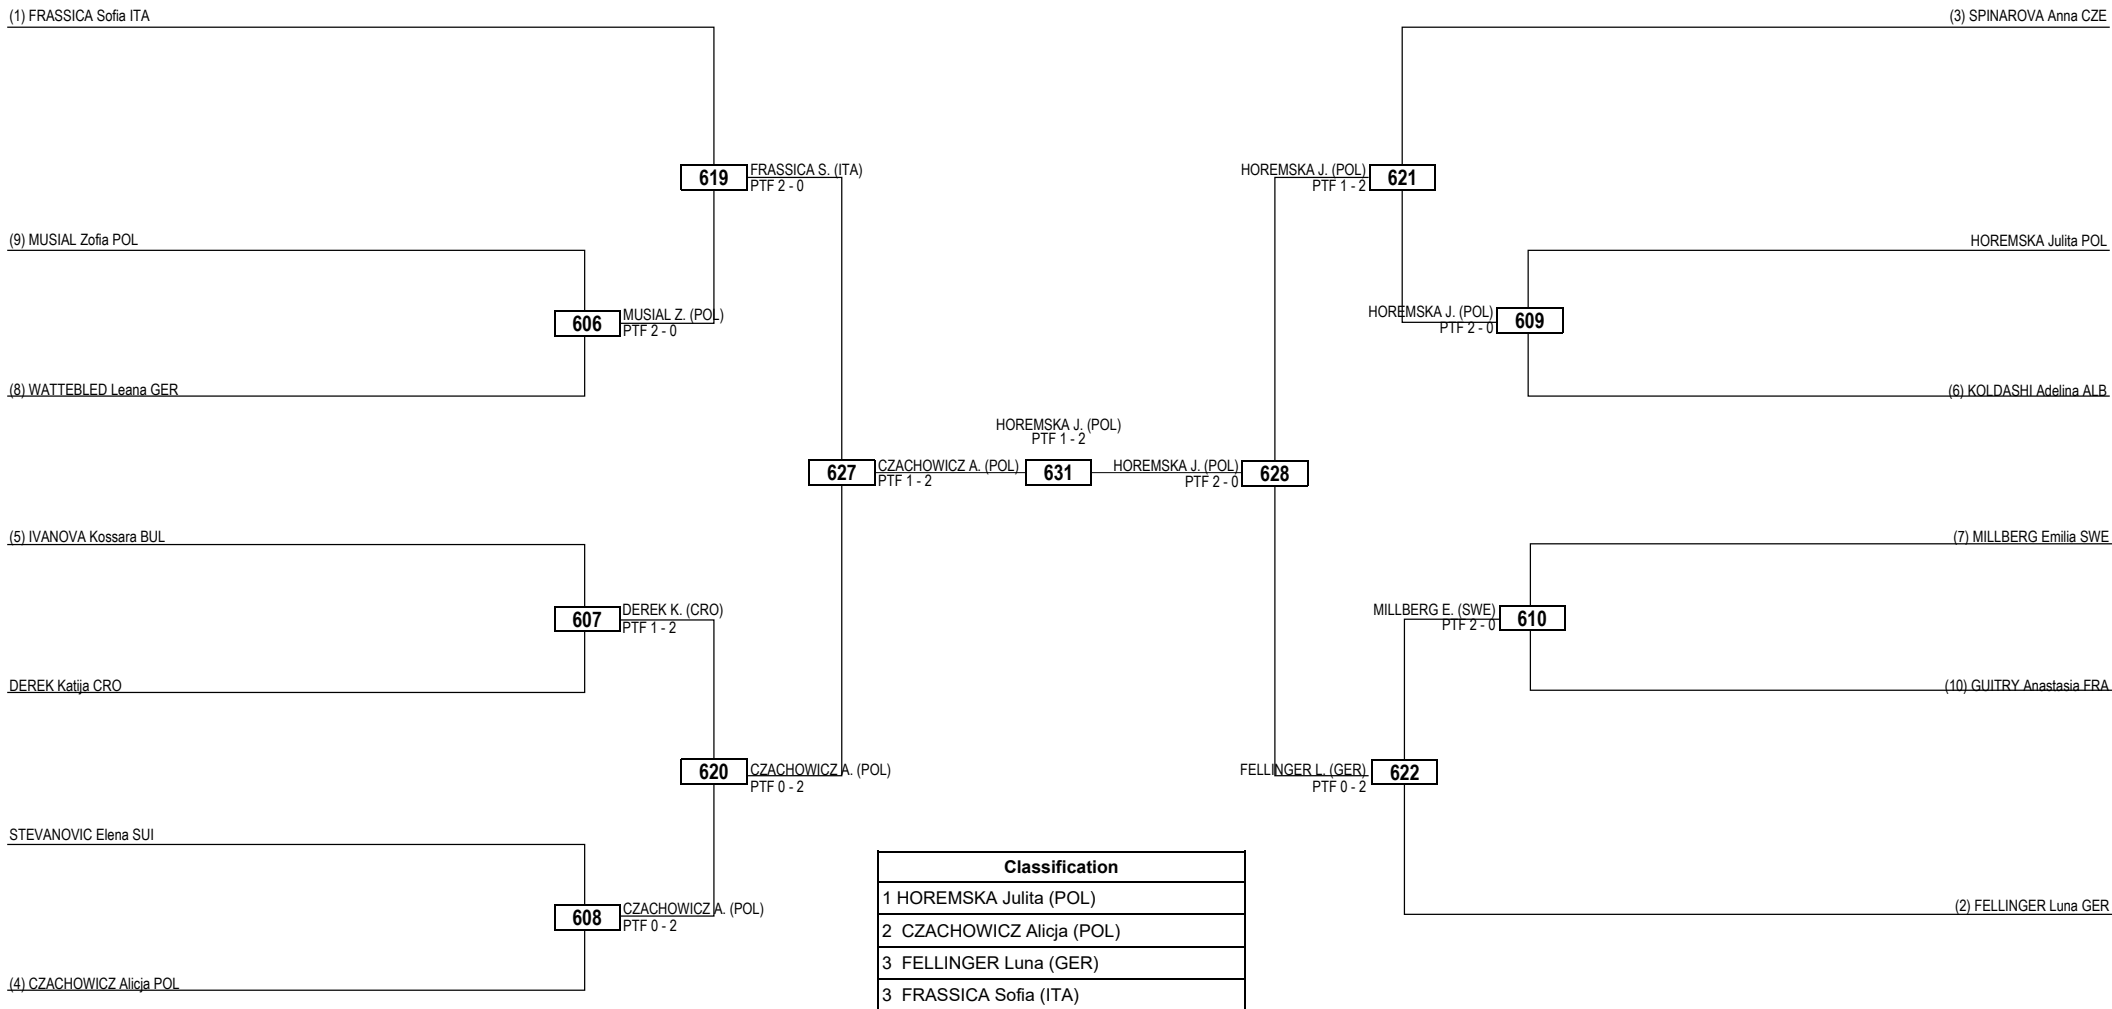 (1) FRASSICA Sofia ITA
(3) SPINAROVA Anna CZE
619
FRASSICA S. (ITA)
PTF 2 - 0
HOREMSKA J. (POL)
PTF 1 - 2
621
(9) MUSIAL Zofia POL
HOREMSKA Julita POL
606
MUSIAL Z. (POL)
PTF 2 - 0
HOREMSKA J. (POL)
PTF 2 - 0
609
(8) WATTEBLED Leana GER
(6) KOLDASHI Adelina ALB
HOREMSKA J. (POL)
PTF 1 - 2
627
CZACHOWICZ A. (POL)
PTF 1 - 2
631
HOREMSKA J. (POL)
PTF 2 - 0
628
(5) IVANOVA Kossara BUL
(7) MILLBERG Emilia SWE
607
DEREK K. (CRO)
PTF 1 - 2
MILLBERG E. (SWE)
PTF 2 - 0
610
DEREK Katija CRO
(10) GUITRY Anastasia FRA
620
CZACHOWICZ A. (POL)
PTF 0 - 2
FELLINGER L. (GER)
PTF 0 - 2
622
STEVANOVIC Elena SUI
608
CZACHOWICZ A. (POL)
PTF 0 - 2
(2) FELLINGER Luna GER
(4) CZACHOWICZ Alicja POL
Classification
1 HOREMSKA Julita (POL)
2 CZACHOWICZ Alicja (POL)
3 FELLINGER Luna (GER)
3 FRASSICA Sofia (ITA)